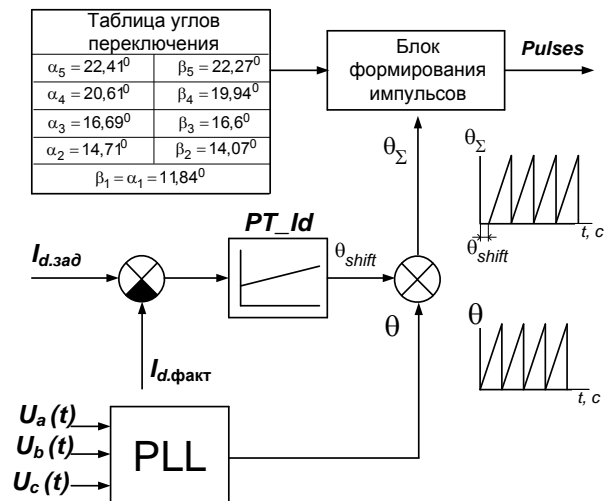 Таблица углов
переключения
α5 = 22,41⁰ β5 = 22,27⁰
α4 = 20,61⁰ β4 = 19,94⁰
α3 = 16,69⁰ β3 = 16,6⁰
α2 = 14,71⁰ β2 = 14,07⁰
β1 = α1 = 11,84⁰
Блок
формирования
импульсов
Pulses
θΣ
θΣ
t, c
θshift
PT_Id
Id.зад
θshift
Id.факт
θ
θ
t, c
Ua(t)
Ub(t)
Uc(t)
PLL